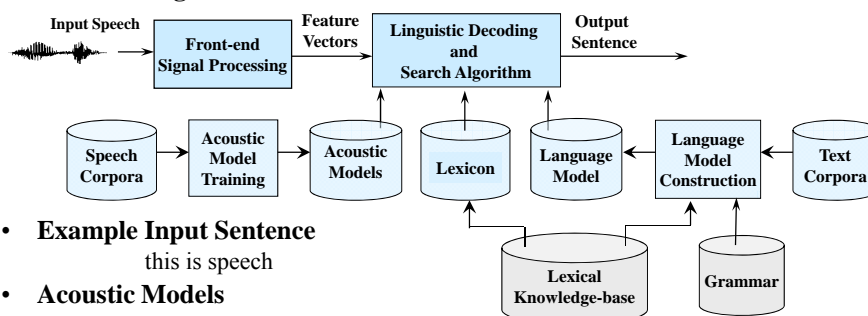 Input Speech
Front-end
Signal Processing
Feature
Vectors
Linguistic Decoding
and
Search Algorithm
Output
Sentence
Speech
Corpora
Acoustic
Model
Training
Acoustic
Models
Lexicon
Language
Model
Language
Model
Construction
Text
Corpora
Lexical
Knowledge-base
Grammar
• Example Input Sentence
this is speech
• Acoustic Models